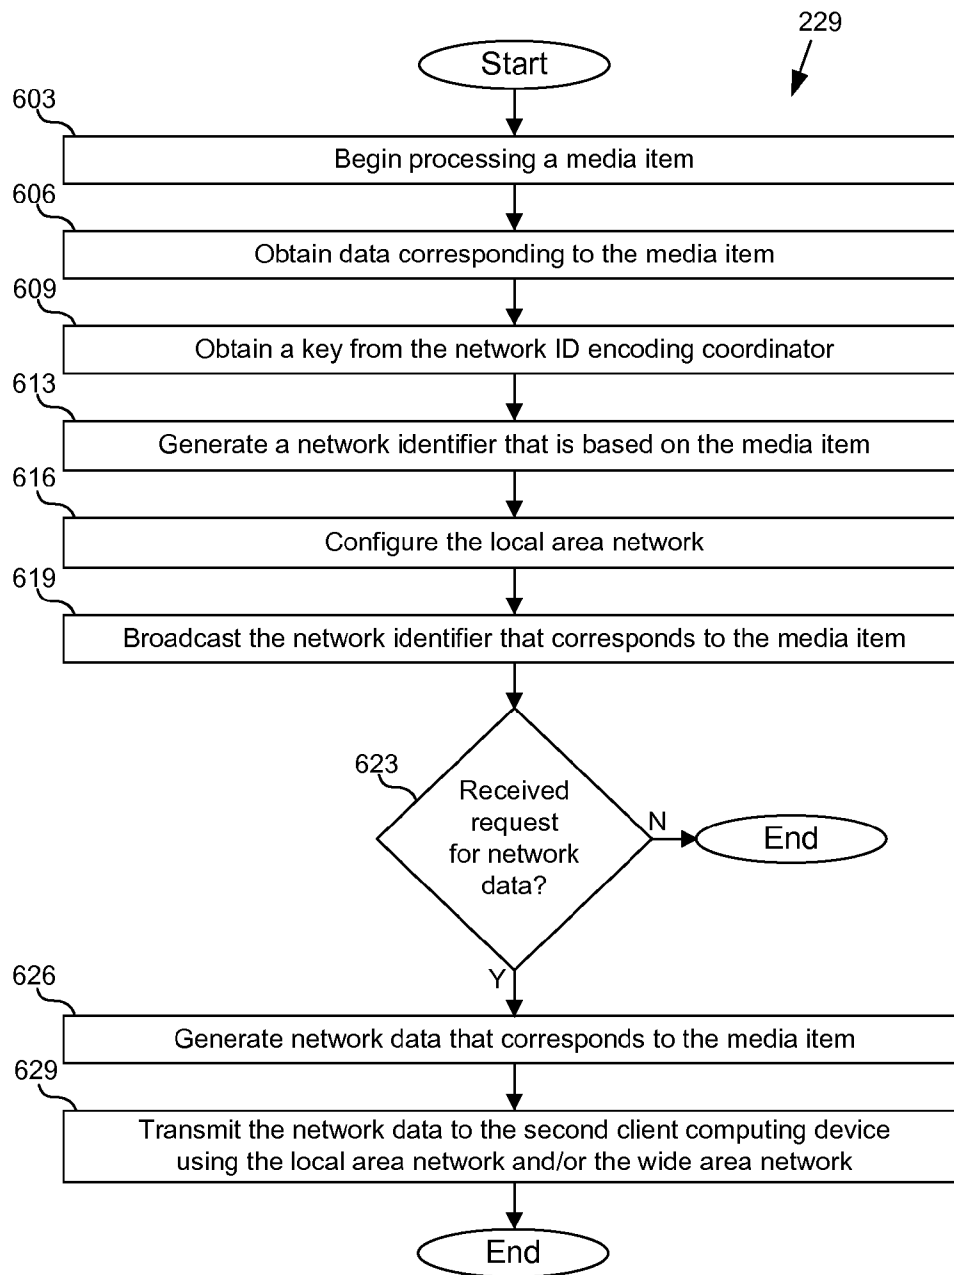 229
Start
603
Begin processing a media item
606
Obtain data corresponding to the media item
609
Obtain a key from the network ID encoding coordinator
613
Generate a network identifier that is based on the media item
616
Configure the local area network
619
Broadcast the network identifier that corresponds to the media item
623
Received
request
for network
data?
N
End
Y
626
Generate network data that corresponds to the media item
629
Transmit the network data to the second client computing device
using the local area network and/or the wide area network
End